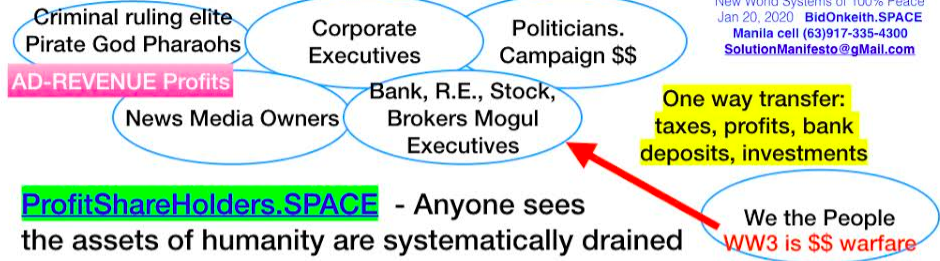 New World Systems of 100% Peace
Criminal ruling elite
Pirate God Pharaohs
Corporate
Executives
Politicians.
Campaign $$
Jan 20, 2020 BidOnkeith.SPACE
Manila cell (63)917-335-4300
SolutionManifesto@gMail.com
AD-REVENUE Profits
News Media Owners
Bank, R.E., Stock,
Brokers Mogul
Executives
One way transfer:
taxes, profits, bank
deposits, investments
ProfitShareHolders.SPACE - Anyone sees
the assets of humanity are systematically drained
We the People
WW3 is $$ warfare